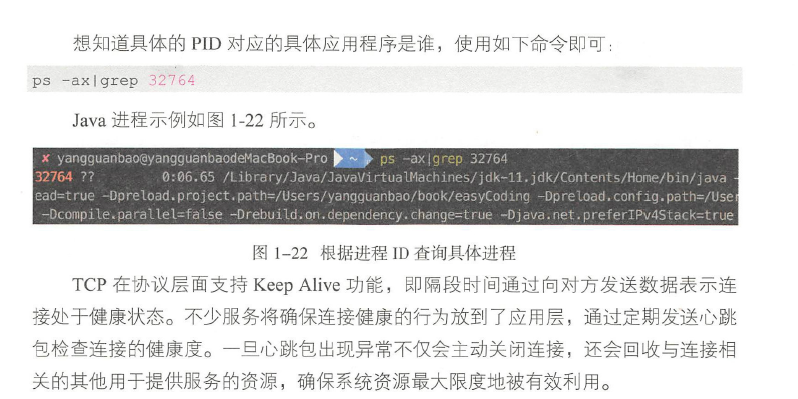 想知道具体的 PID 对应的具体应用程序是谁，使用如下命令即可：
ps -ax|grep 32764
Java 进程示例如图 1-22 所示。
✘ yangguanbao@yangguanbaodeMacBook-Pro ~ ps -ax|grep 32764
32764 ?? 0:06.65 /Library/Java/JavaVirtualMachines/jdk-11.jdk/Contents/Home/bin/java -
ead=true -Dpreload.project.path=/Users/yangguanbao/book/easyCoding -Dpreload.config.path=/User
-Dcompile.parallel=false -Drebuild.on.dependency.change=true -Djava.net.preferIPv4Stack=true
图 1-22 根据进程 ID 查询具体进程
TCP 在协议层面支持 Keep Alive 功能，即隔段时间通过向对方发送数据表示连
接处于健康状态。不少服务将确保连接健康的行为放到了应用层，通过定期发送心跳
包检查连接的健康度。一旦心跳包出现异常不仅会主动关闭连接，还会回收与连接相
关的其他用于提供服务的资源，确保系统资源最大限度地被有效利用。